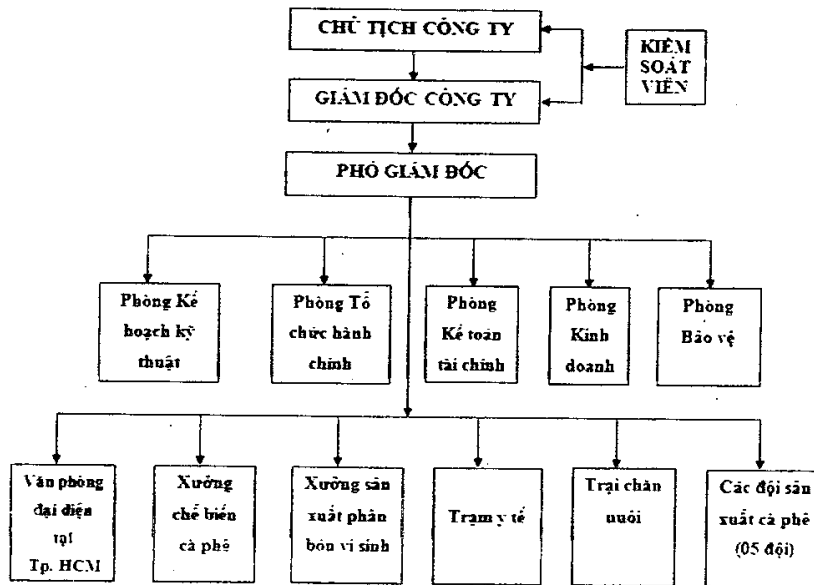 CHỦ TỊCH CÔNG TY
KIỂM
SOÁT
VIÊN
GIÁM ĐỐC CÔNG TY
PHÓ GIÁM ĐỐC
Phòng Kế
hoạch kỹ
thuật
Phòng Tổ
chức hành
chính
Phòng
Kế toán
tài chính
Phòng
Kinh
doanh
Phòng
Bảo vệ
Văn phòng
đại diện
tại
Tp. HCM
Xưởng
chế biến
cà phê
Xưởng sản
xuất phân
bón vi sinh
Trạm y tế
Trại chăn
nuôi
Các đội sản
xuất cà phê
(05 đội)